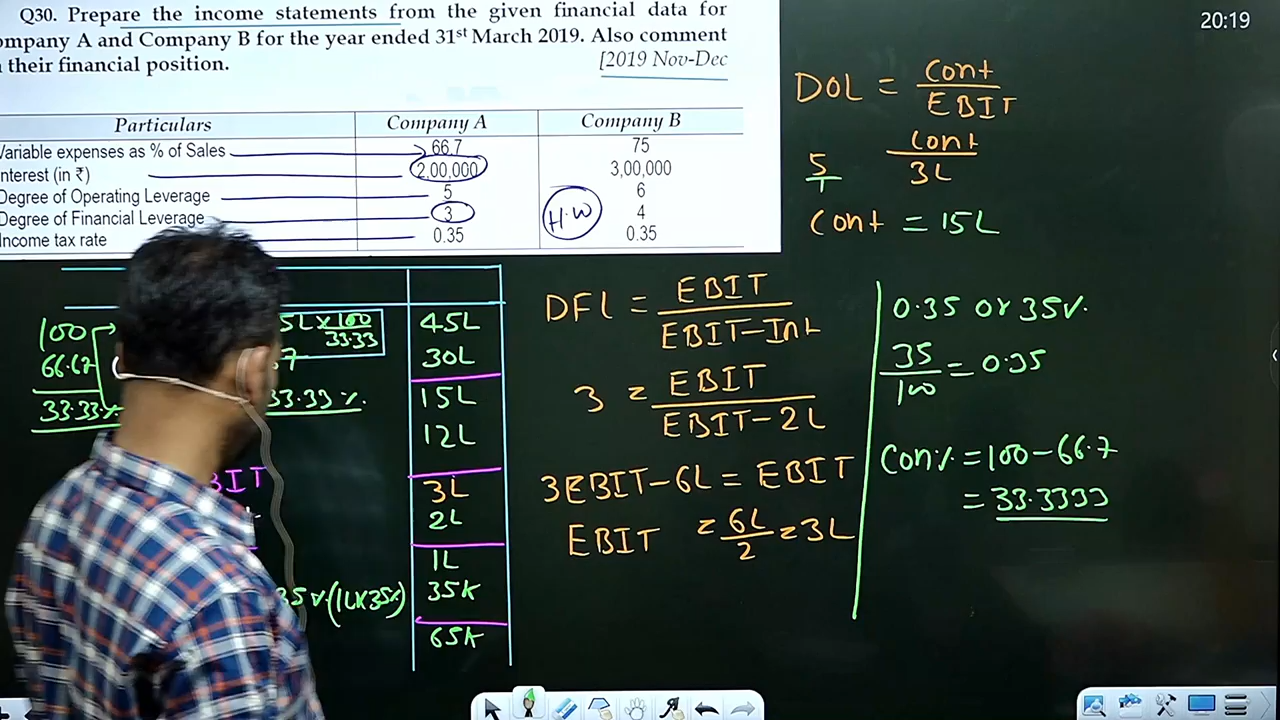 20:19
Q30. Prepare the income statements from the given financial data for
ompany A and Company B for the year ended 31st March 2019. Also comment
their financial position. [2019 Nov-Dec
Particulars Company A Company B
Variable expenses as % of Sales 66.7 75
Interest (in ₹) 2,00,000 3,00,000
Degree of Operating Leverage 5 6
Degree of Financial Leverage 3 4
Income tax rate 0.35 0.35
H.W
100
66.67
33.33%
5L x 100/33.33 45L
7 30L
33.33 %. 15L
12L
BIT 3L
2L
1L
35% (1L x 35%) 35K
65K
DFL = EBIT / EBIT-Int
3 = EBIT / EBIT-2L
3EBIT-6L = EBIT
EBIT = 6L/2 = 3L
DOL = Cont / EBIT
5/1 Cont / 3L
Cont = 15L
0.35 or 35%.
35/100 = 0.35
Con% = 100-66.7
= 33.3333